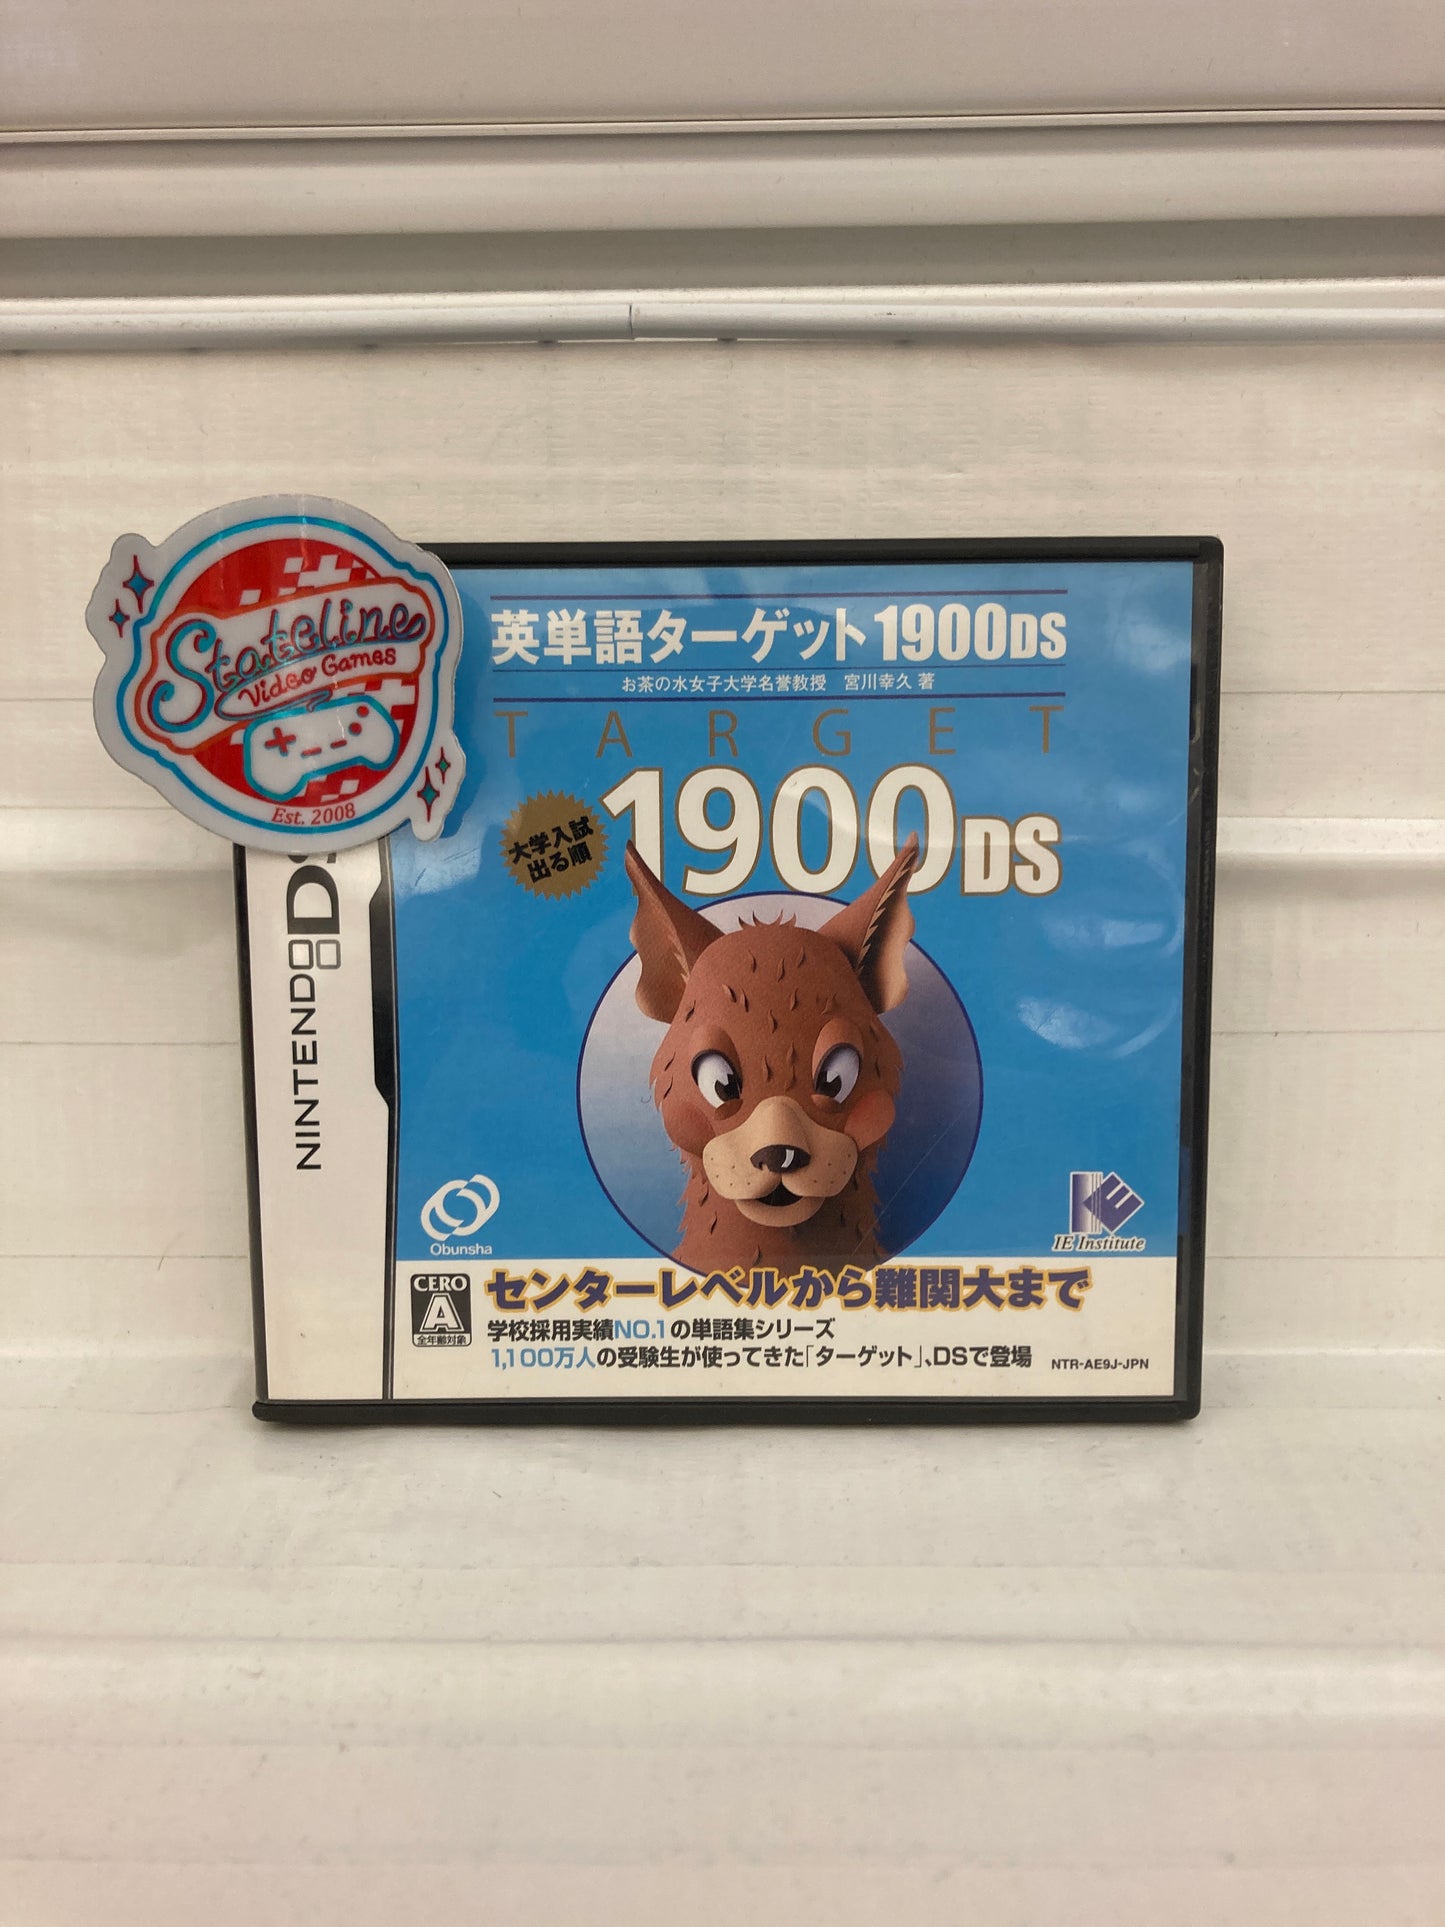 Stateline
Video Games
Est. 2008
NINTENDO DS
英単語ターゲット1900DS
お茶の水女子大学名誉教授 宮川幸久 著
TARGET
1900DS
大学入試
出る順
Obunsha
IE Institute
CERO
A
全年齢対象
センターレベルから難関大まで
学校採用実績NO.1の単語集シリーズ
1,100万人の受験生が使ってきた「ターゲット」、DSで登場
NTR-AE9J-JPN